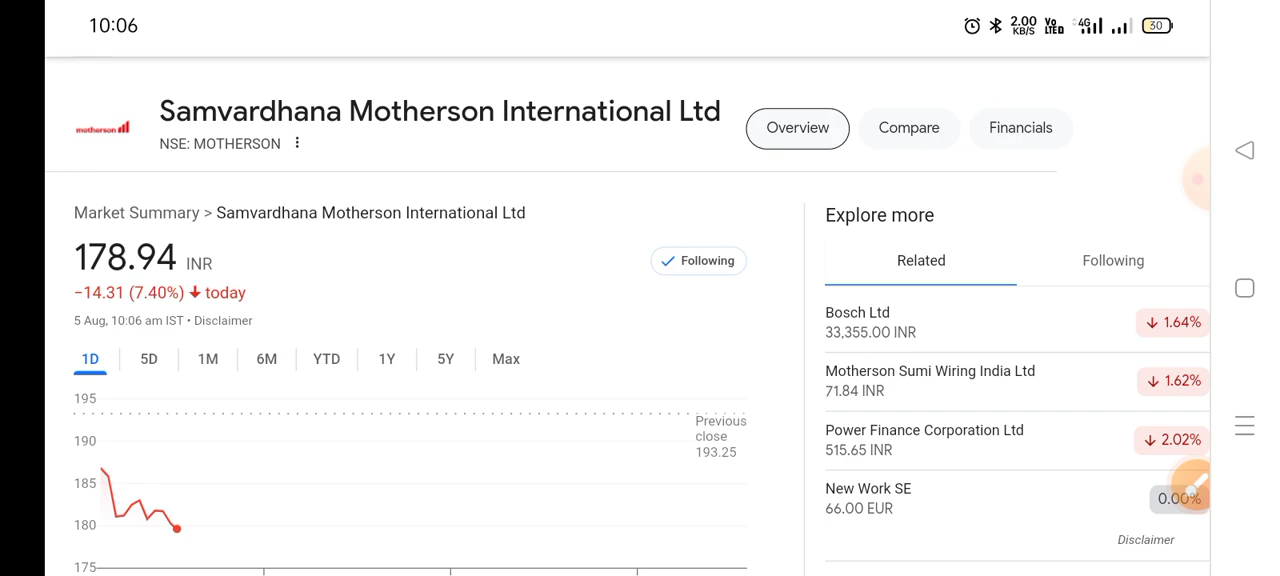 10:06
2.00 KB/S Vo LTED 4G 30
motherson
Samvardhana Motherson International Ltd
NSE: MOTHERSON
Overview Compare Financials
Market Summary > Samvardhana Motherson International Ltd
178.94 INR
Following
−14.31 (7.40%) ↓ today
5 Aug, 10:06 am IST • Disclaimer
1D 5D 1M 6M YTD 1Y 5Y Max
195
190
185
180
175
Previous
close
193.25
Explore more
Related Following
Bosch Ltd
33,355.00 INR
↓ 1.64%
Motherson Sumi Wiring India Ltd
71.84 INR
↓ 1.62%
Power Finance Corporation Ltd
515.65 INR
↓ 2.02%
New Work SE
66.00 EUR
0.00%
Disclaimer